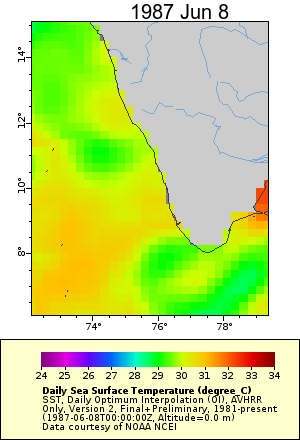 1987 Jun 8
14°
12°
10°
8°
74° 76° 78°
24 25 26 27 28 29 30 31 32 33 34
Daily Sea Surface Temperature (degree_C)
SST, Daily Optimum Interpolation (OI), AVHRR
Only, Version 2, Final+Preliminary, 1981-present
(1987-06-08T00:00:00Z, Altitude=0.0 m)
Data courtesy of NOAA NCEI